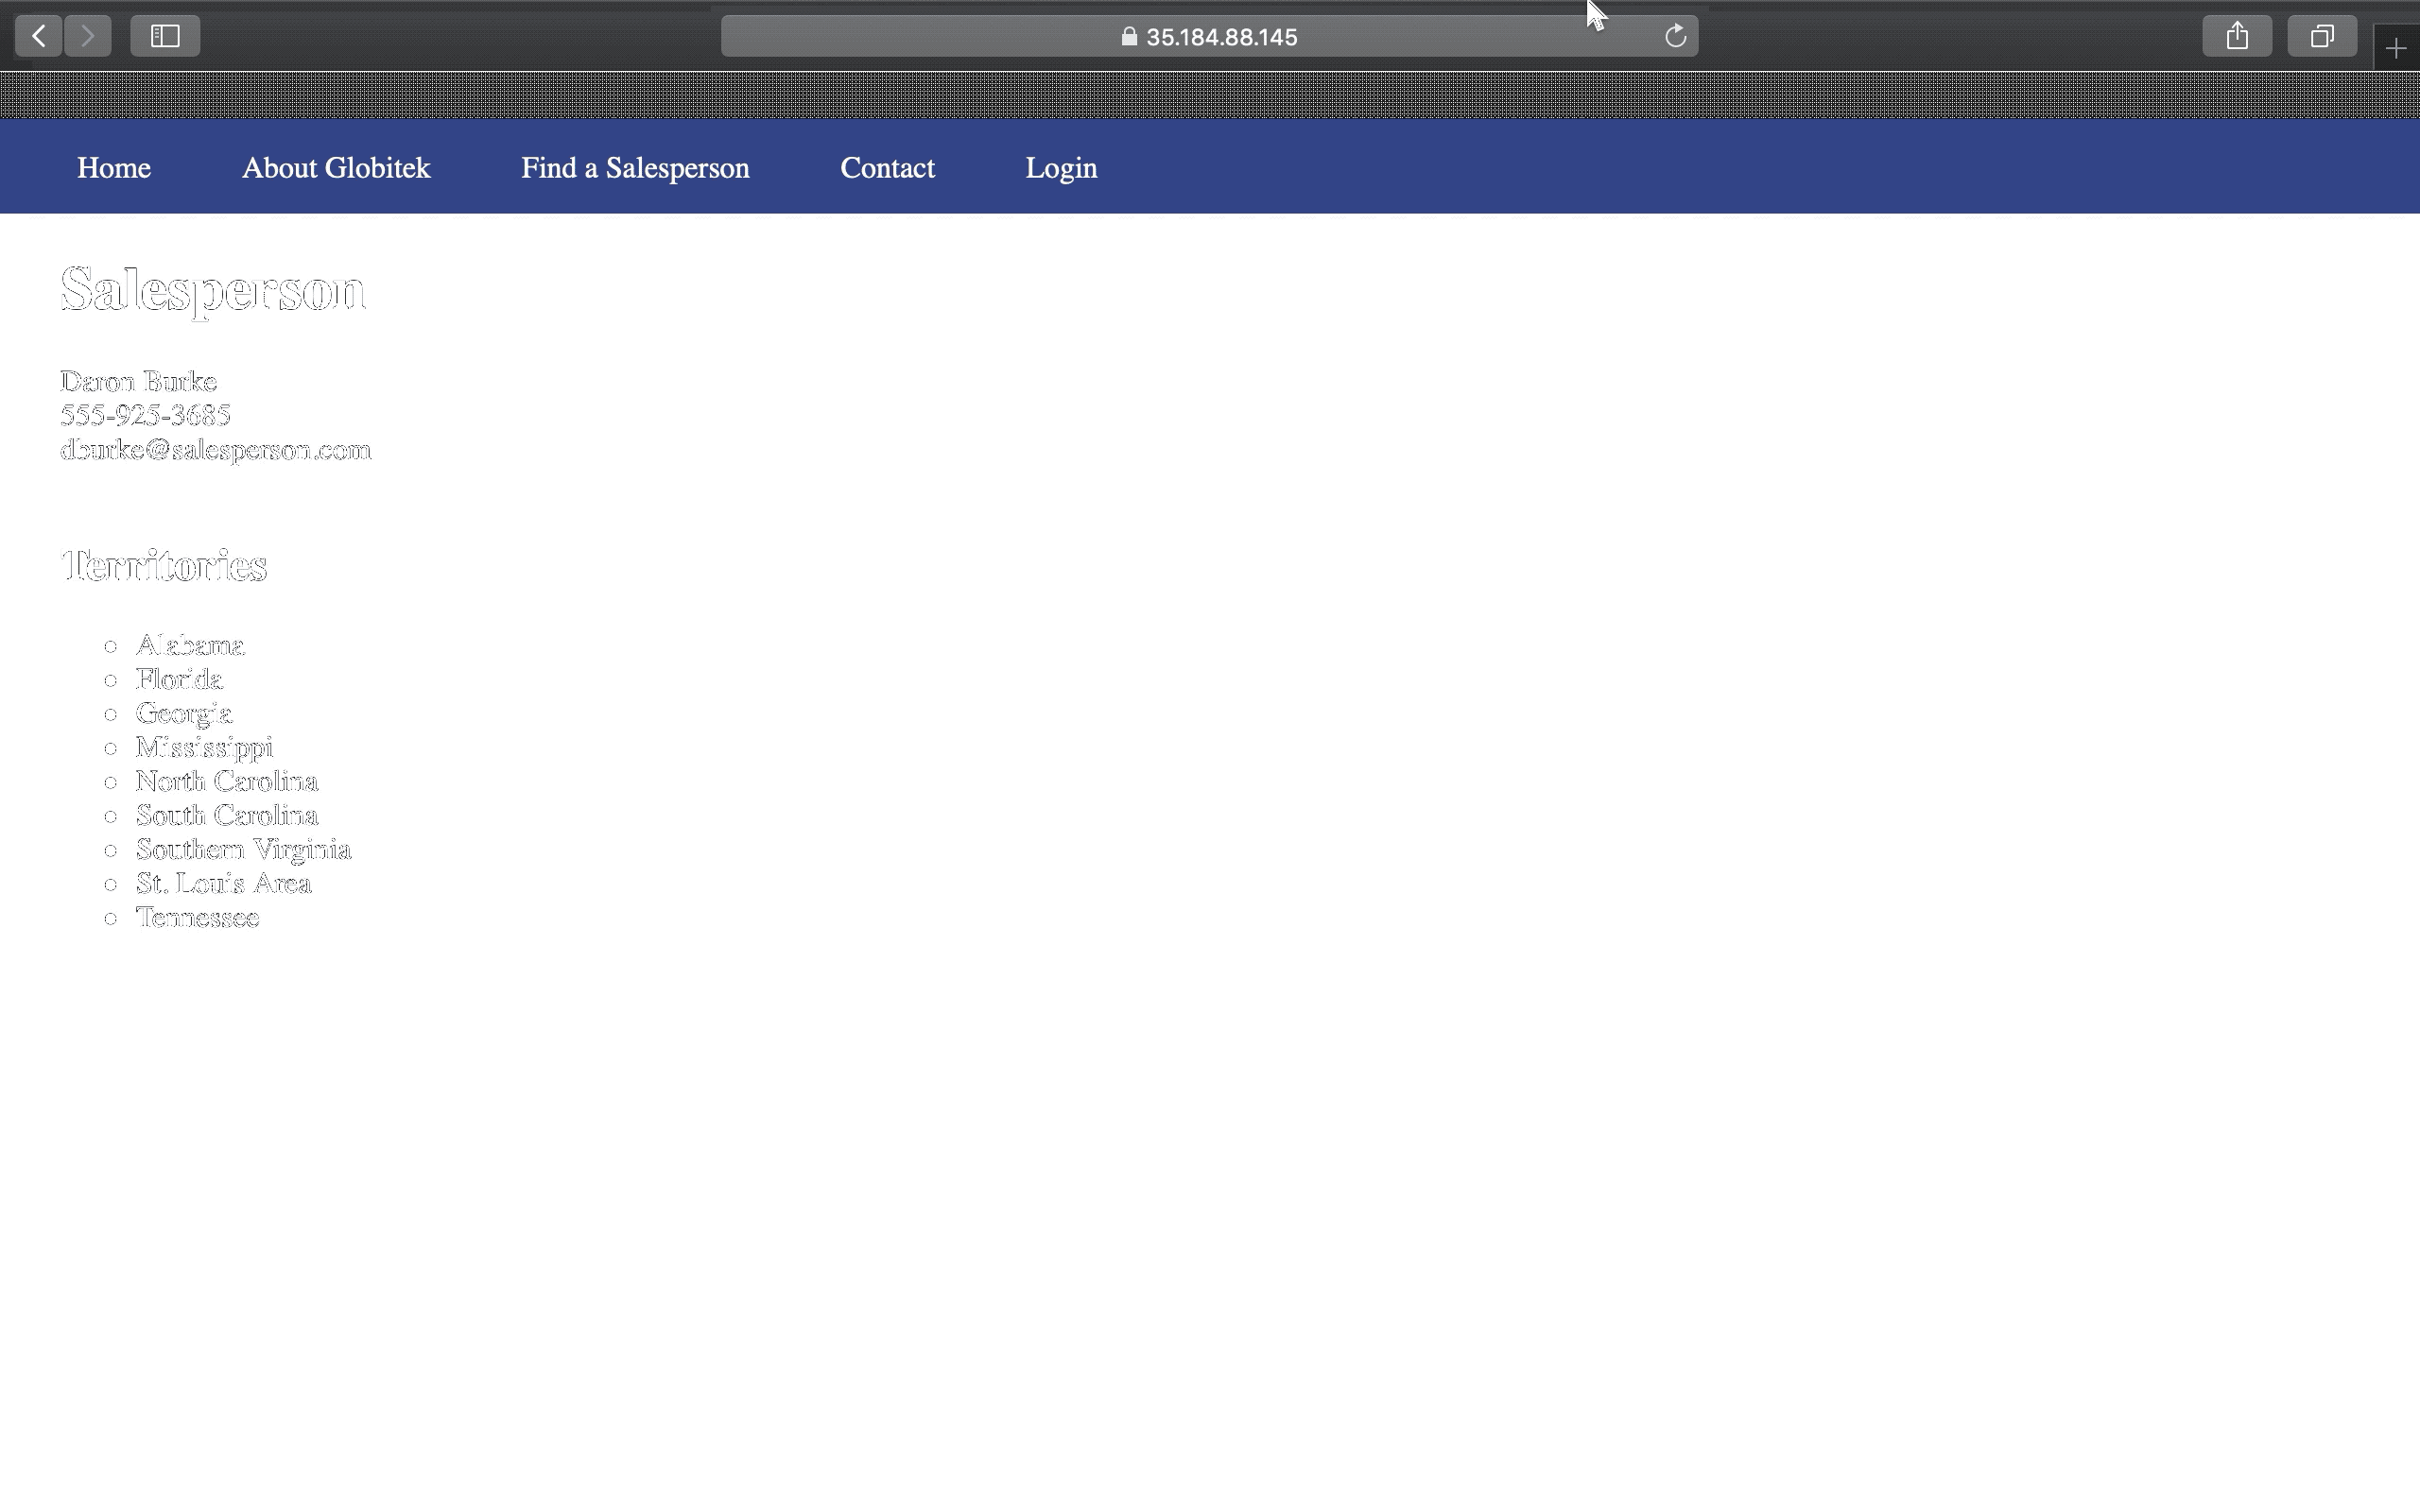 35.184.88.145
Home About Globitek Find a Salesperson Contact Login
Salesperson
Daron Burke
555-925-3685
dburke@salesperson.com
Territories
Alabama
Florida
Georgia
Mississippi
North Carolina
South Carolina
Southern Virginia
St. Louis Area
Tennessee